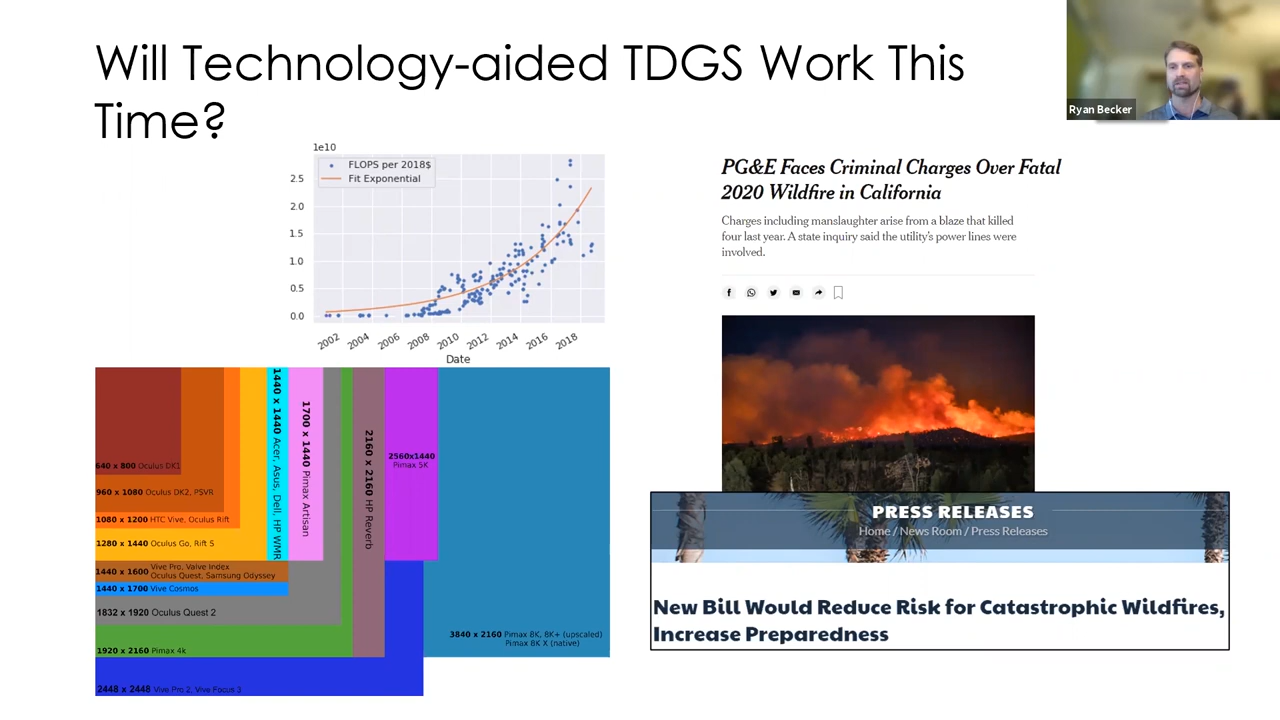 Will Technology-aided TDGS Work This
Time?
Ryan Becker
1e10
FLOPS per 2018$
Fit Exponential
2.5
2.0
1.5
1.0
0.5
0.0
2002
2004
2006
2008
2010
2012
2014
2016
2018
Date
640 x 800 Oculus DK1
960 x 1080 Oculus DK2, PSVR
1080 x 1200 HTC Vive, Oculus Rift
1280 x 1440 Oculus Go, Rift S
1440 x 1600 Vive Pro, Valve Index
Oculus Quest, Samsung Odyssey
1440 x 1700 Vive Cosmos
1832 x 1920 Oculus Quest 2
1920 x 2160 Pimax 4k
2448 x 2448 Vive Pro 2, Vive Focus 3
1440 x 1440 Acer, Asus, Dell, HP WMR
1700 x 1440 Pimax Artisan
2160 x 2160 HP Reverb
2560x1440
Pimax 5K
3840 x 2160 Pimax 8K, 8K+ (upscaled)
Pimax 8K X (native)
PG&E Faces Criminal Charges Over Fatal
2020 Wildfire in California
Charges including manslaughter arise from a blaze that killed
four last year. A state inquiry said the utility's power lines were
involved.
PRESS RELEASES
Home / News Room / Press Releases
New Bill Would Reduce Risk for Catastrophic Wildfires,
Increase Preparedness